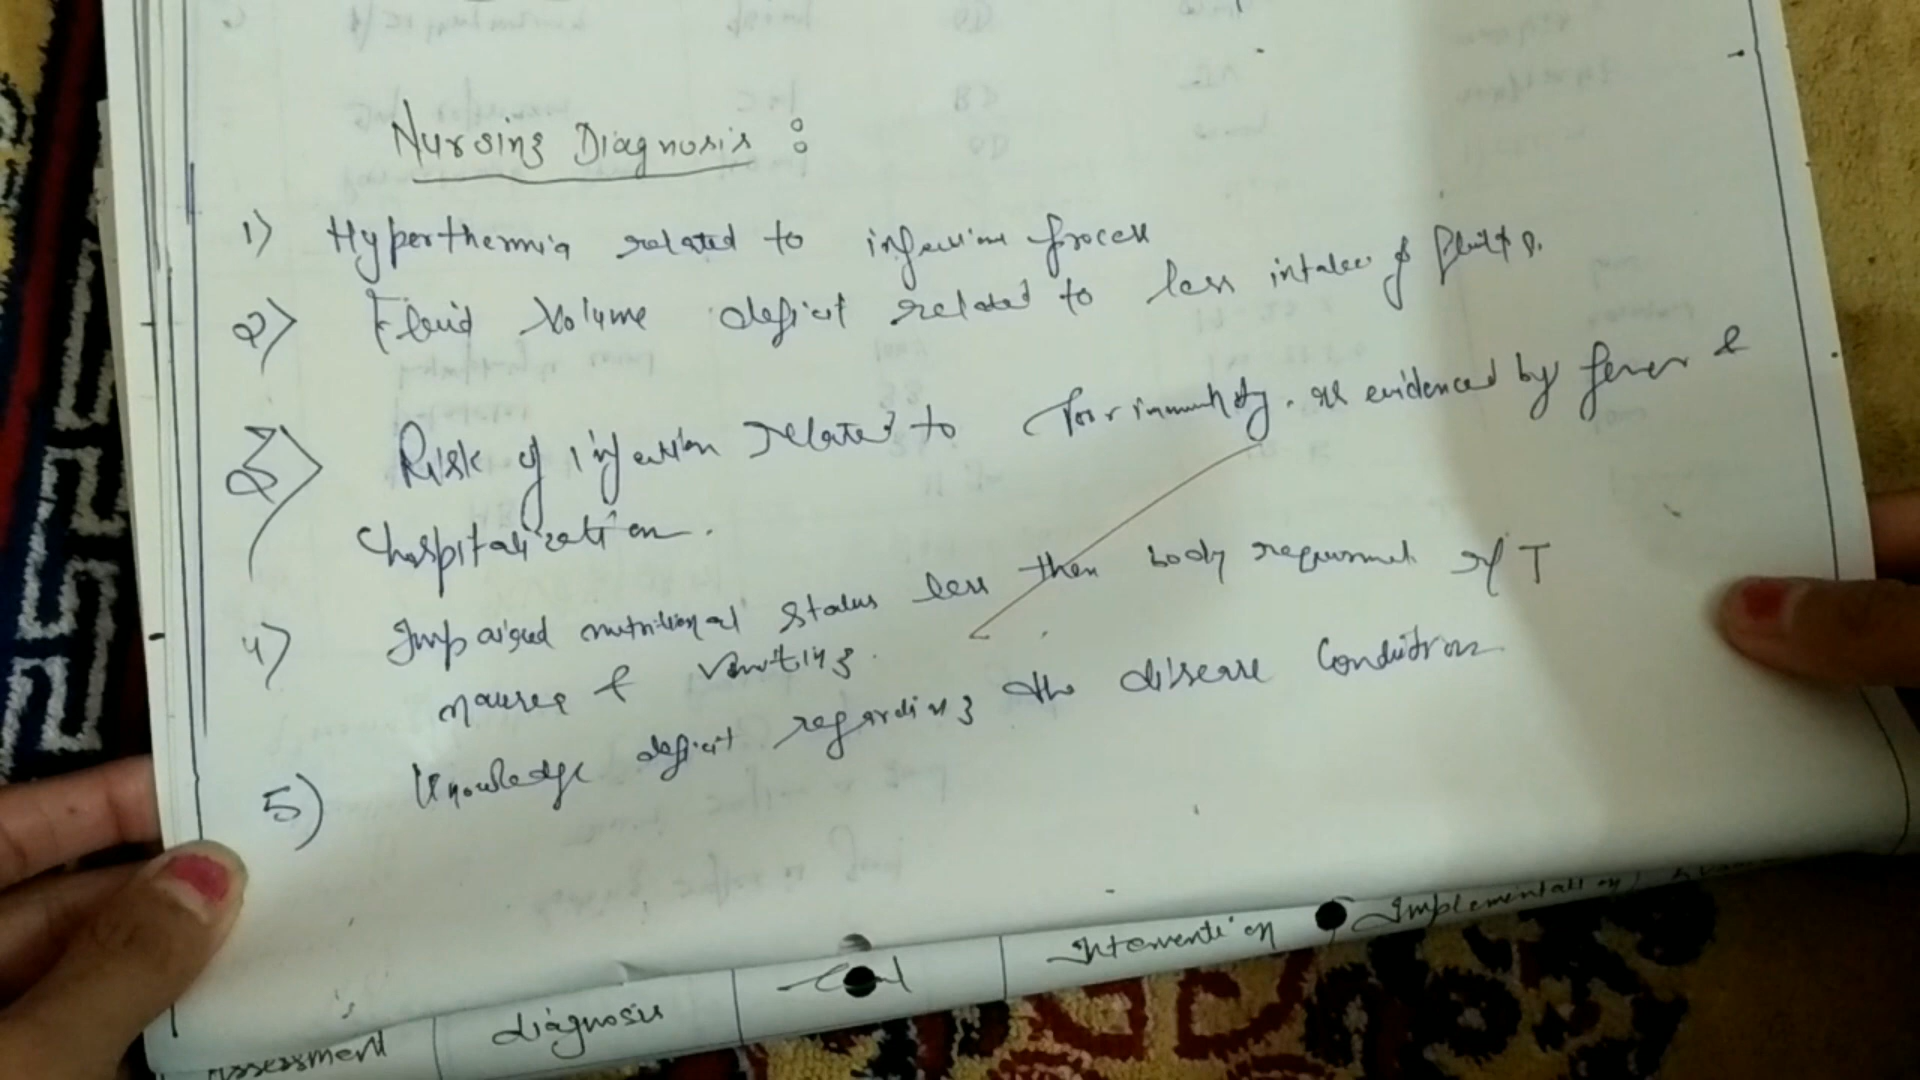 Nursing Diagnosis :
1) Hyperthermia related to infection process
2) Fluid Volume deficit related to less intake of fluids.
3) Risk of infection related to Poor immunity. as evidenced by fever &
hospitalization.
4) Impaired nutritional status less then body requirment r/T
nausea & Vomiting.
5) Knowledge deficit regarding the disease Condition
Assessment diagnosis Goal Intervention Implementation